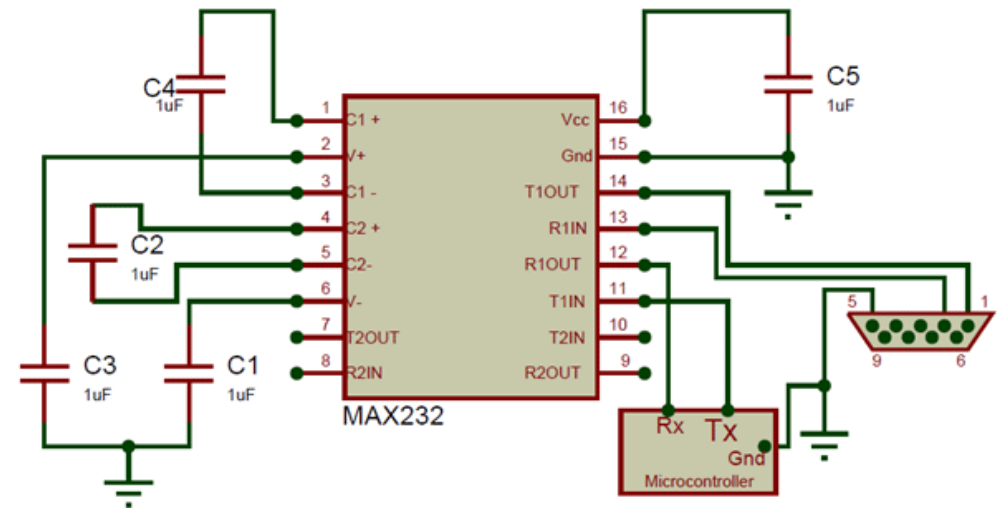 C4
1uF
C5
1uF
1
C1 +
2
V+
3
C1 -
4
C2 +
5
C2-
6
V-
7
T2OUT
8
R2IN
16
Vcc
15
Gnd
14
T1OUT
13
R1IN
12
R1OUT
11
T1IN
10
T2IN
9
R2OUT
MAX232
C2
1uF
C3
1uF
C1
1uF
5
1
9
6
Rx
Tx
Gnd
Microcontroller